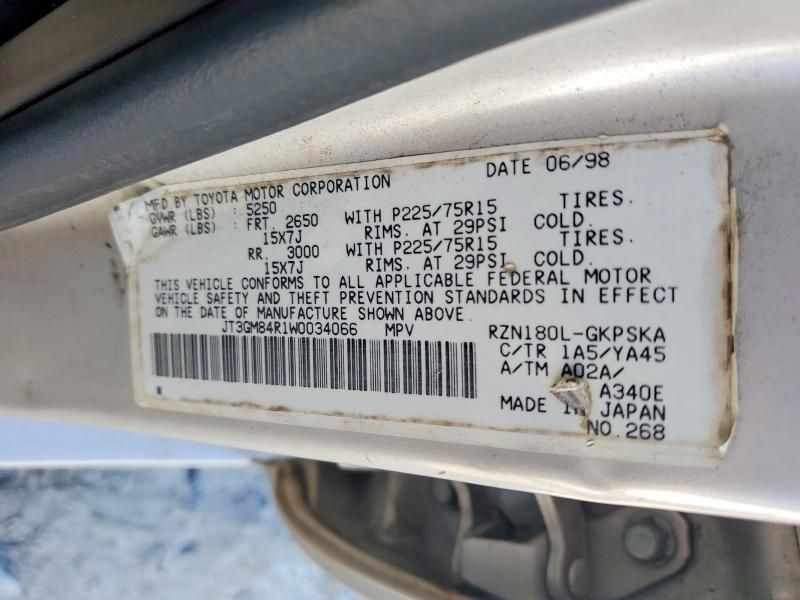 MFD BY TOYOTA MOTOR CORPORATION DATE 06/98
GVWR (LBS) : 5250
GAWR (LBS) : FRT. 2650 WITH P225/75R15 TIRES.
15X7J RIMS. AT 29PSI COLD.
RR. 3000 WITH P225/75R15 TIRES.
15X7J RIMS. AT 29PSI COLD.
THIS VEHICLE CONFORMS TO ALL APPLICABLE FEDERAL MOTOR
VEHICLE SAFETY AND THEFT PREVENTION STANDARDS IN EFFECT
ON THE DATE OF MANUFACTURE SHOWN ABOVE.
JT3GM84R1W0034066 MPV RZN180L-GKPSKA
C/TR 1A5/YA45
A/TM A02A/
A340E
MADE IN JAPAN
NO.268